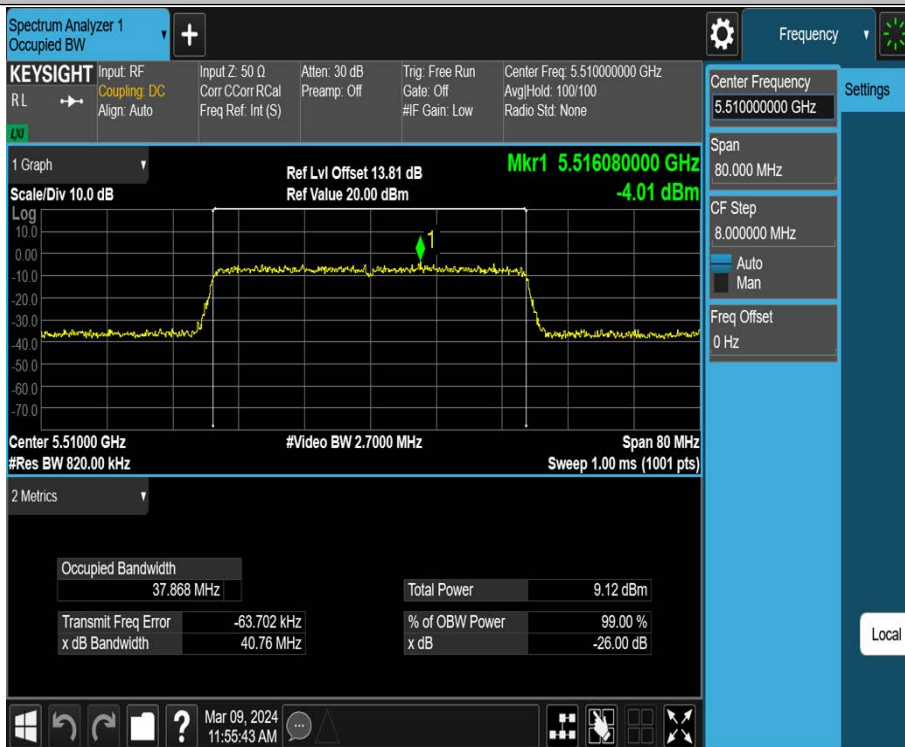 Spectrum Analyzer 1
Occupied BW
+
Frequency
KEYSIGHT
RL
LXI
Input: RF
Coupling: DC
Align: Auto
Input Z: 50 Ω
Corr CCorr RCal
Freq Ref: Int (S)
Atten: 30 dB
Preamp: Off
Trig: Free Run
Gate: Off
#IF Gain: Low
Center Freq: 5.510000000 GHz
Avg|Hold: 100/100
Radio Std: None
1 Graph
Scale/Div 10.0 dB
Ref Lvl Offset 13.81 dB
Ref Value 20.00 dBm
Mkr1 5.516080000 GHz
-4.01 dBm
Log
10.0
0.00
-10.0
-20.0
-30.0
-40.0
-50.0
-60.0
-70.0
1
Center 5.51000 GHz
#Res BW 820.00 kHz
#Video BW 2.7000 MHz
Span 80 MHz
Sweep 1.00 ms (1001 pts)
2 Metrics
Occupied Bandwidth
37.868 MHz
Transmit Freq Error -63.702 kHz
x dB Bandwidth 40.76 MHz
Total Power 9.12 dBm
% of OBW Power 99.00 %
x dB -26.00 dB
Center Frequency
5.510000000 GHz
Span
80.000 MHz
CF Step
8.000000 MHz
Auto
Man
Freq Offset
0 Hz
Settings
Local
?
Mar 09, 2024
11:55:43 AM